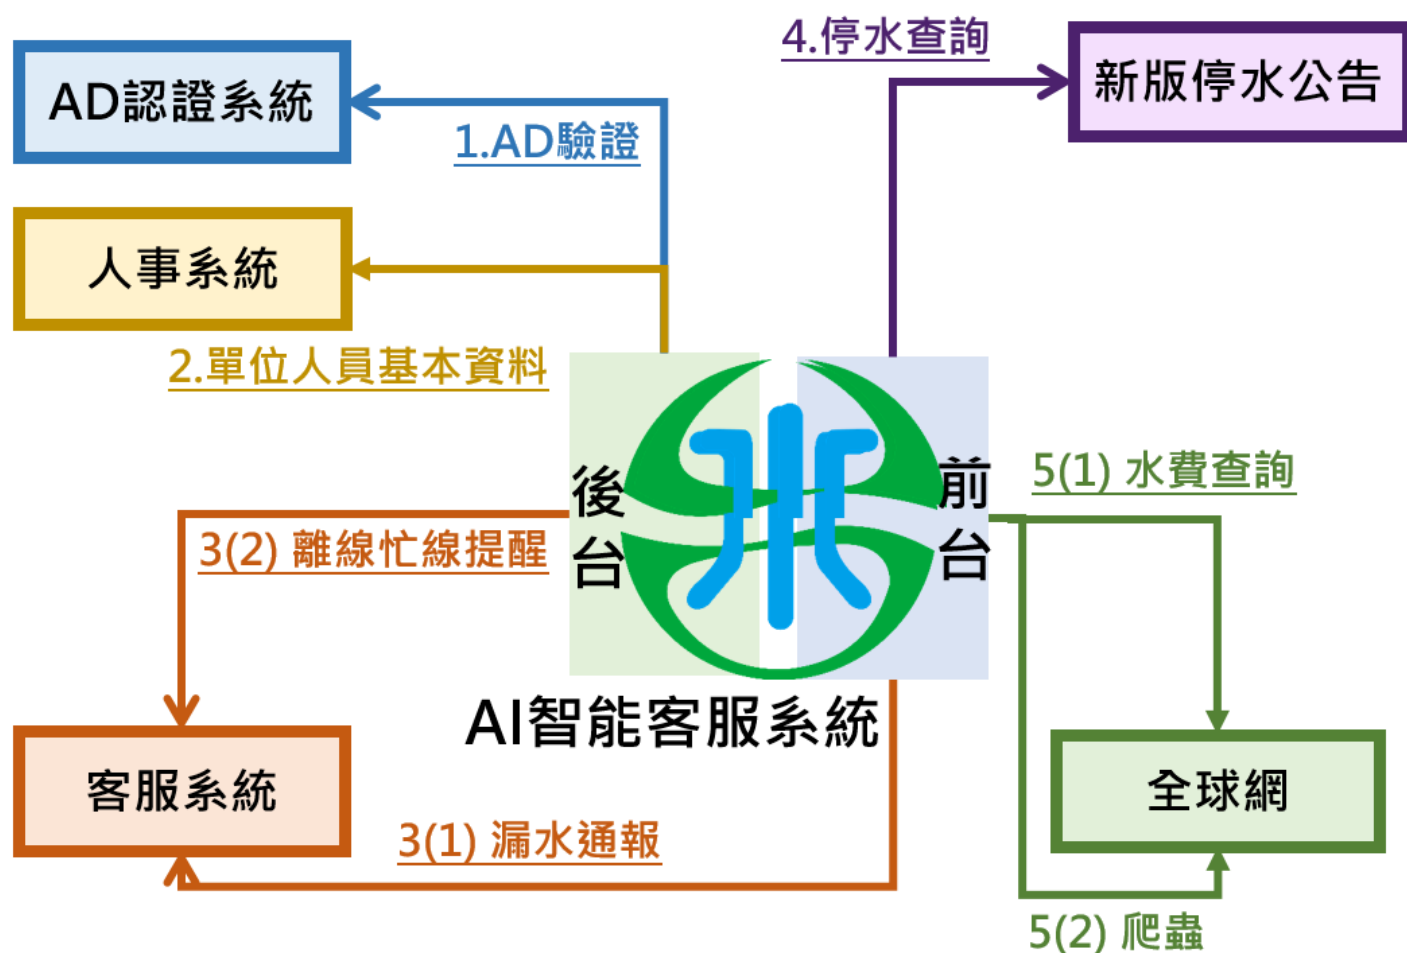 4.停水查詢
AD認證系統
新版停水公告
1.AD驗證
人事系統
2.單位人員基本資料
後台
前台
5(1) 水費查詢
3(2) 離線忙線提醒
AI智能客服系統
客服系統
全球網
3(1) 漏水通報
5(2) 爬蟲